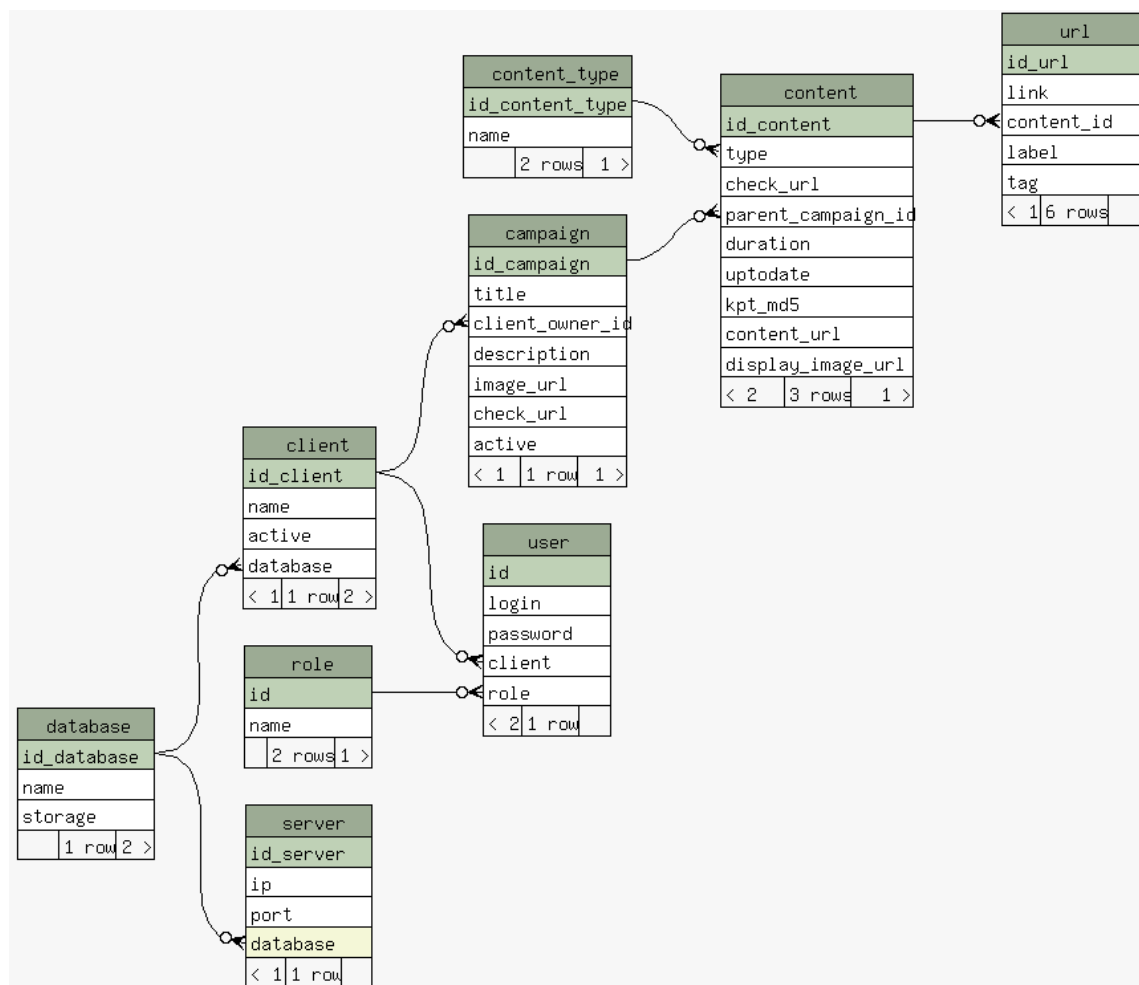 url
id_url
link
content_id
label
tag
< 1 6 rows
content_type
id_content_type
name
2 rows 1 >
content
id_content
type
check_url
parent_campaign_id
duration
uptodate
kpt_md5
content_url
display_image_url
< 2 3 rows 1 >
campaign
id_campaign
title
client_owner_id
description
image_url
check_url
active
< 1 1 row 1 >
client
id_client
name
active
database
< 1 1 row 2 >
user
id
login
password
client
role
< 2 1 row
role
id
name
2 rows 1 >
database
id_database
name
storage
1 row 2 >
server
id_server
ip
port
database
< 1 1 row